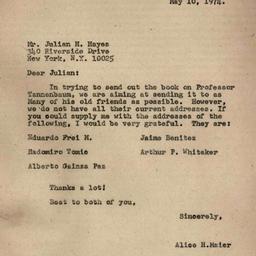 May 10, 1974.
Mr. Julian H. Hayes
340 Riverside Drive
New York, N.Y. 10025
Dear Julian:
In trying to send out the book on Professor
Tannenbaum, we are aiming at sending it to as
Many of his old friends as possible. However,
we do not have all their current addresses. If
you could supply me with the addresses of the
following, I would be very grateful. They are:
Eduardo Frei M. Jaime Benitez
Radomiro Tomic Arthur P. Whitaker
Alberto Gainza Paz
Thanks a lot!
Best to both of you,
Sincerely,
Alice H.Maier